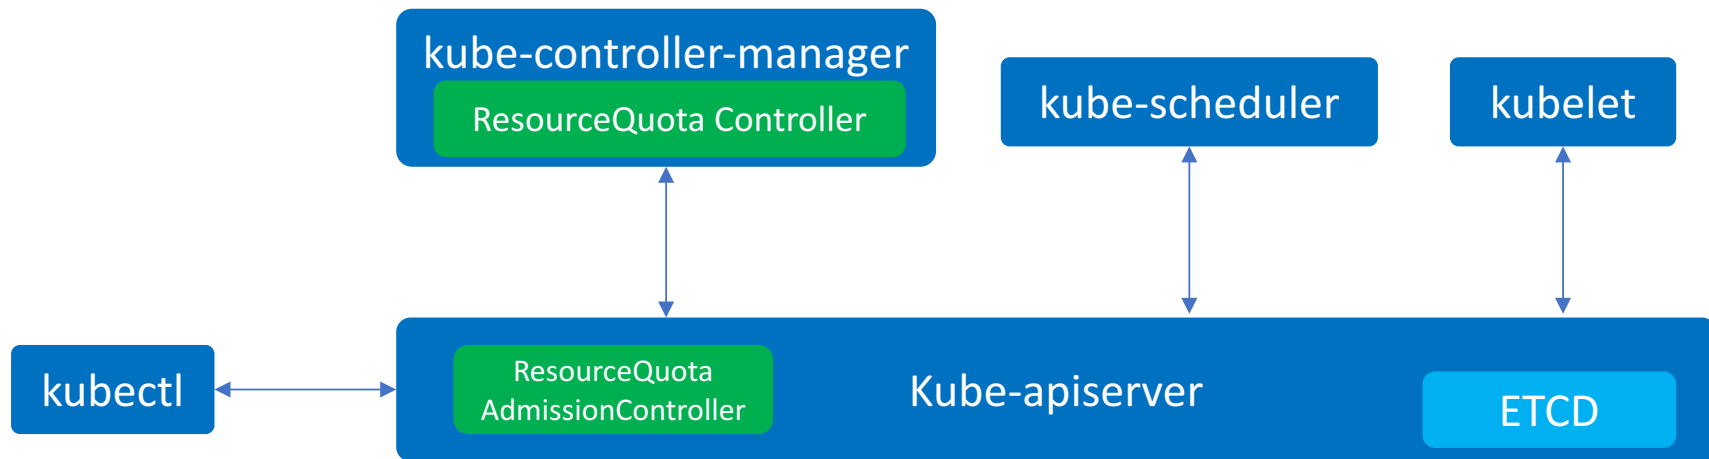 kube-controller-manager
ResourceQuota Controller
kube-scheduler
kubelet
kubectl
ResourceQuota
AdmissionController
Kube-apiserver
ETCD